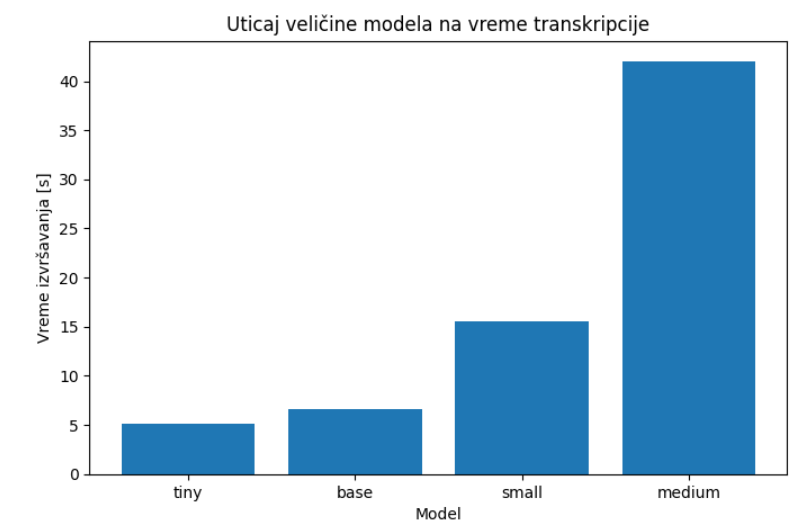 Uticaj veličine modela na vreme transkripcije
Vreme izvršavanja [s]
40
35
30
25
20
15
10
5
0
tiny base small medium
Model